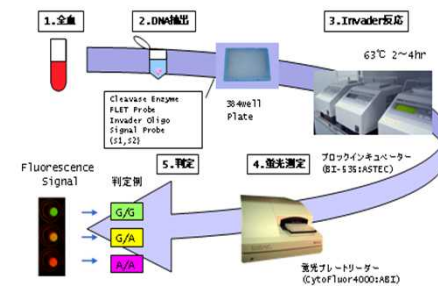 1.全血
2.DNA抽出
3.Invader反応
63℃ 2～4hr
Cleavase Enzyme
FLET Probe
Invader Oligo
Signal Probe
(S1,S2)
384well
Plate
ブロックインキュベーター
(BI-535:ASTEC)
4.蛍光測定
5.判定
Fluorescence
Signal
判定例
G/G
G/A
A/A
蛍光プレートリーダー
(CytoFluor4000:ABI)